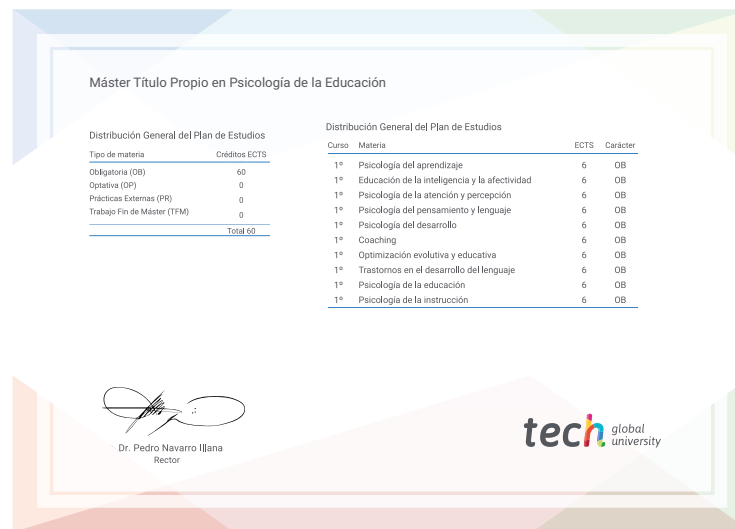 Máster Título Propio en Psicología de la Educación
Distribución General del Plan de Estudios
Tipo de materia Créditos ECTS
Obligatoria (OB) 60
Optativa (OP) 0
Prácticas Externas (PR) 0
Trabajo Fin de Máster (TFM) 0
Total 60
Distribución General del Plan de Estudios
Curso Materia ECTS Carácter
1º Psicología del aprendizaje 6 OB
1º Educación de la inteligencia y la afectividad 6 OB
1º Psicología de la atención y percepción 6 OB
1º Psicología del pensamiento y lenguaje 6 OB
1º Psicología del desarrollo 6 OB
1º Coaching 6 OB
1º Optimización evolutiva y educativa 6 OB
1º Trastornos en el desarrollo del lenguaje 6 OB
1º Psicología de la educación 6 OB
1º Psicología de la instrucción 6 OB
Dr. Pedro Navarro Illana
Rector
tech global
university